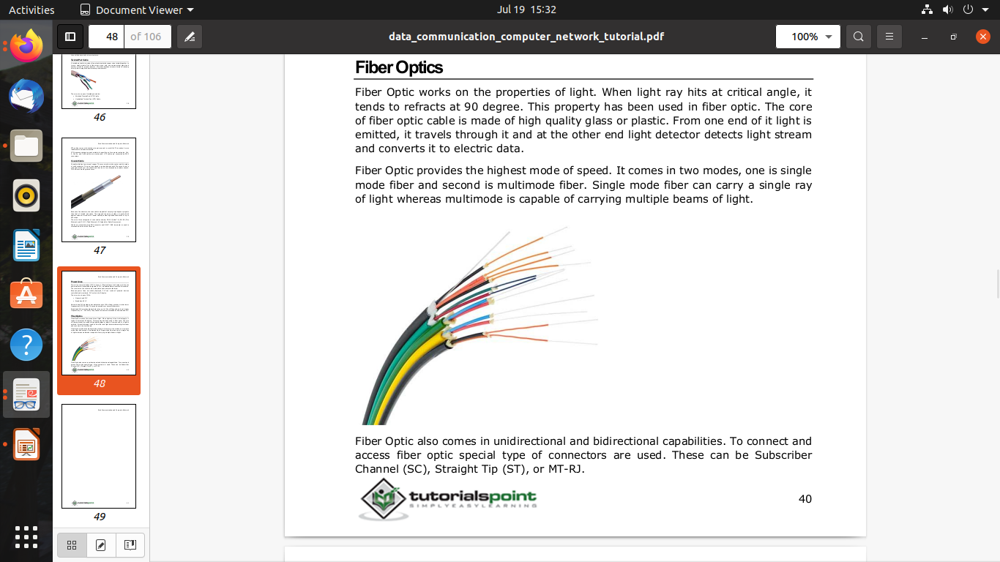 Activities
Document Viewer
Jul 19 15:32
48
of 106
data_communication_computer_network_tutorial.pdf
100%
46
47
48
49
Fiber Optics
Fiber Optic works on the properties of light. When light ray hits at critical angle, it
tends to refracts at 90 degree. This property has been used in fiber optic. The core
of fiber optic cable is made of high quality glass or plastic. From one end of it light is
emitted, it travels through it and at the other end light detector detects light stream
and converts it to electric data.
Fiber Optic provides the highest mode of speed. It comes in two modes, one is single
mode fiber and second is multimode fiber. Single mode fiber can carry a single ray
of light whereas multimode is capable of carrying multiple beams of light.
Fiber Optic also comes in unidirectional and bidirectional capabilities. To connect and
access fiber optic special type of connectors are used. These can be Subscriber
Channel (SC), Straight Tip (ST), or MT-RJ.
tutorialspoint
SIMPLYEASYLEARNING
40